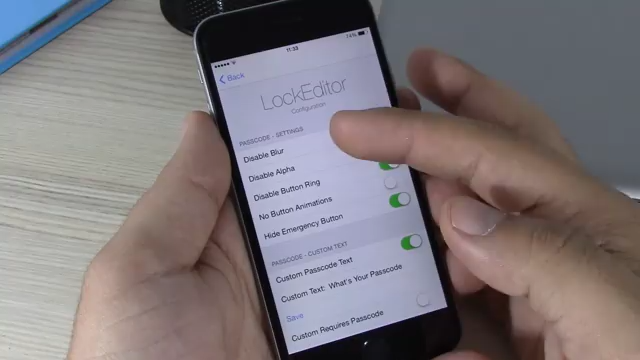 11:33
Back
LockEditor
Configuration
PASSCODE - SETTINGS
Disable Blur
Disable Alpha
Disable Button Ring
No Button Animations
Hide Emergency Button
PASSCODE - CUSTOM TEXT
Custom Passcode Text
Custom Text: What's Your Passcode
Save
Custom Requires Passcode